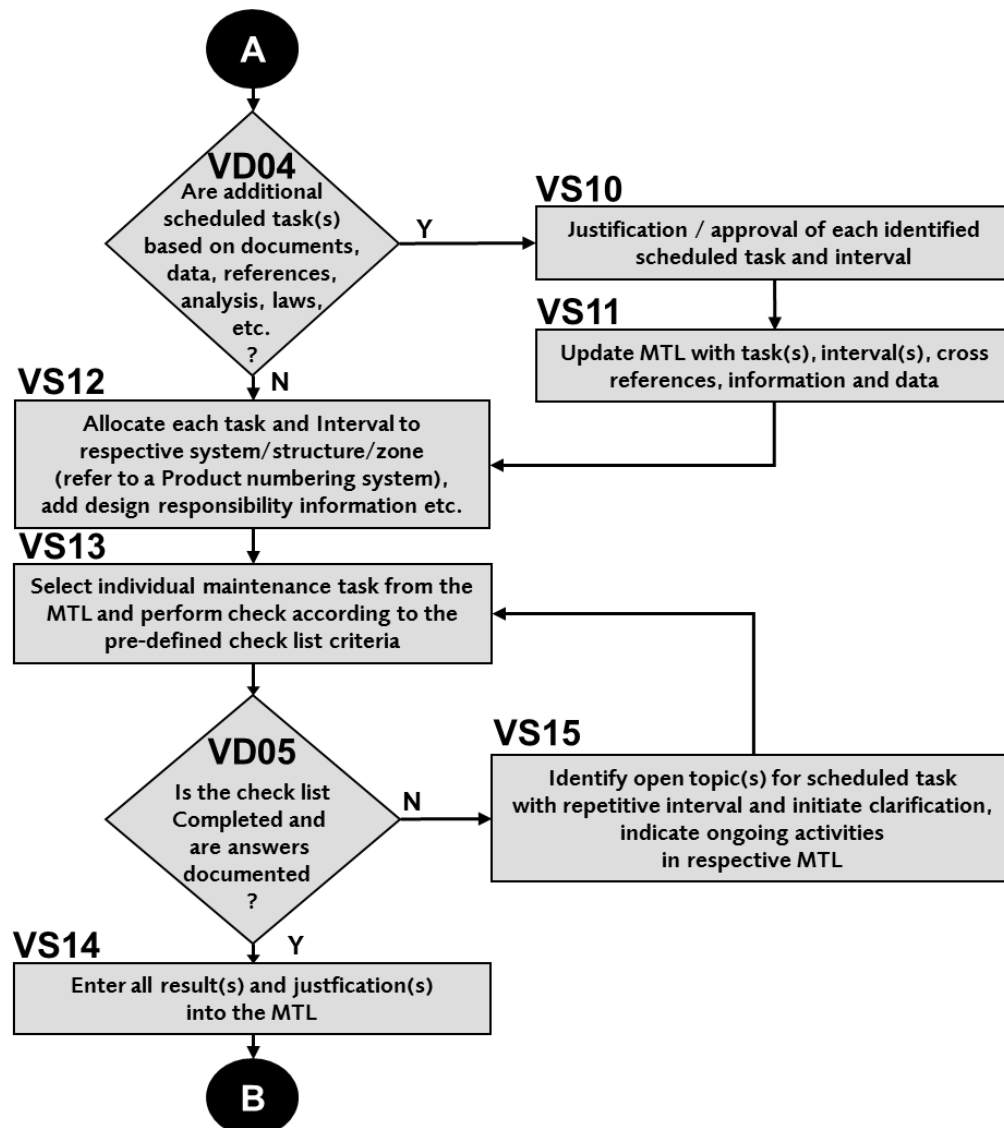 A
VD04
Are additional
scheduled task(s)
based on documents,
data, references,
analysis, laws,
etc.
?
Y
VS10
Justification / approval of each identified
scheduled task and interval
VS11
Update MTL with task(s), interval(s), cross
references, information and data
N
VS12
Allocate each task and Interval to
respective system/structure/zone
(refer to a Product numbering system),
add design responsibility information etc.
VS13
Select individual maintenance task from the
MTL and perform check according to the
pre-defined check list criteria
VD05
Is the check list
Completed and
are answers
documented
?
N
VS15
Identify open topic(s) for scheduled task
with repetitive interval and initiate clarification,
indicate ongoing activities
in respective MTL
Y
VS14
Enter all result(s) and justfication(s)
into the MTL
B